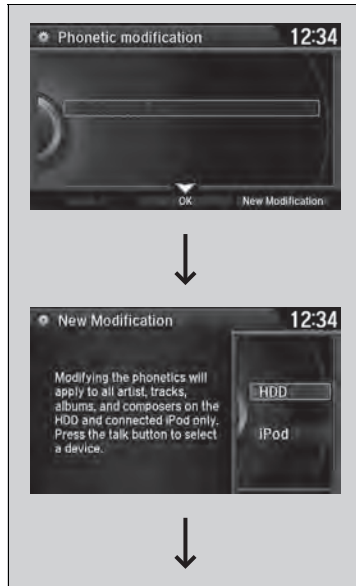 Phonetic modification 12:34
OK New Modification
New Modification 12:34
Modifying the phonetics will
apply to all artist, tracks,
albums, and composers on the
HDD and connected iPod only.
Press the talk button to select
a device.
HDD
iPod